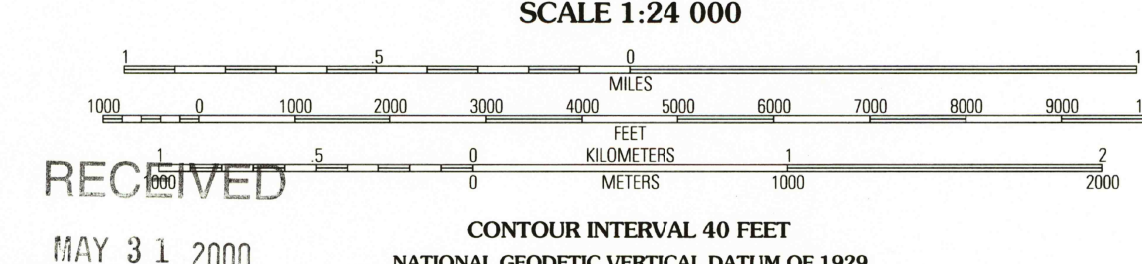 SCALE 1:24 000
1 .5 0 1
MILES
1000 0 1000 2000 3000 4000 5000 6000 7000 8000 9000
FEET
1 .5 0 KILOMETERS 1 2
RECEIVED
000 0 METERS 1000 2000
CONTOUR INTERVAL 40 FEET
MAY 31 2000
NATIONAL GEODETIC VERTICAL DATUM OF 1929